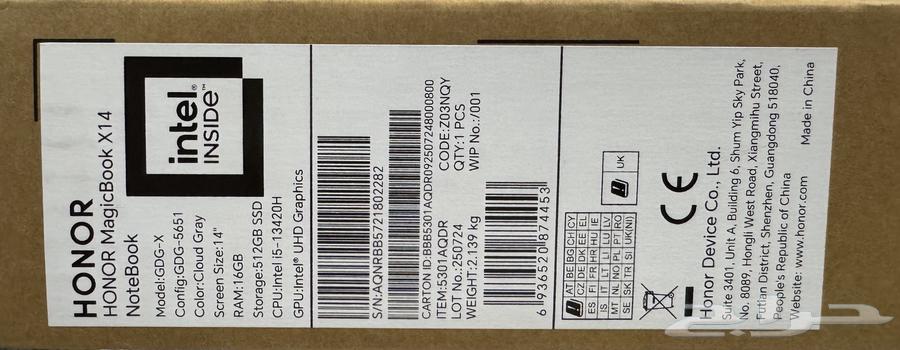 HONOR
HONOR MagicBook X14
NoteBook
Model:GDG-X
Config:GDG-5651
Color:Cloud Gray
Screen Size:14"
RAM:16GB
Storage:512GB SSD
CPU:Intel i5-13420H
GPU:Intel® UHD Graphics
intel®
INSIDE™
S/N:AQNRBB5721802282
CARTON ID:BBB5301AQDR092507248000800
ITEM:5301AQDR
CODE:Z03NQY
LOT No.:250724
QTY:1 PCS
WEIGHT:2.139 kg
WIP No.:/001
6 936520 874453
AT BE BG CH CY
CZ DE DK EE EL
ES FI FR HR HU IE
IS IT LT LU LV
MT NL NO PL PT RO
SE SK TR SI UK(NI)
UK
CE
Honor Device Co., Ltd.
Suite 3401, Unit A, Building 6, Shum Yip Sky Park,
No. 8089, Hongli West Road, Xiangmihu Street,
Futian District, Shenzhen, Guangdong 518040,
People's Republic of China
Website: www.honor.com
Made in China
حراج